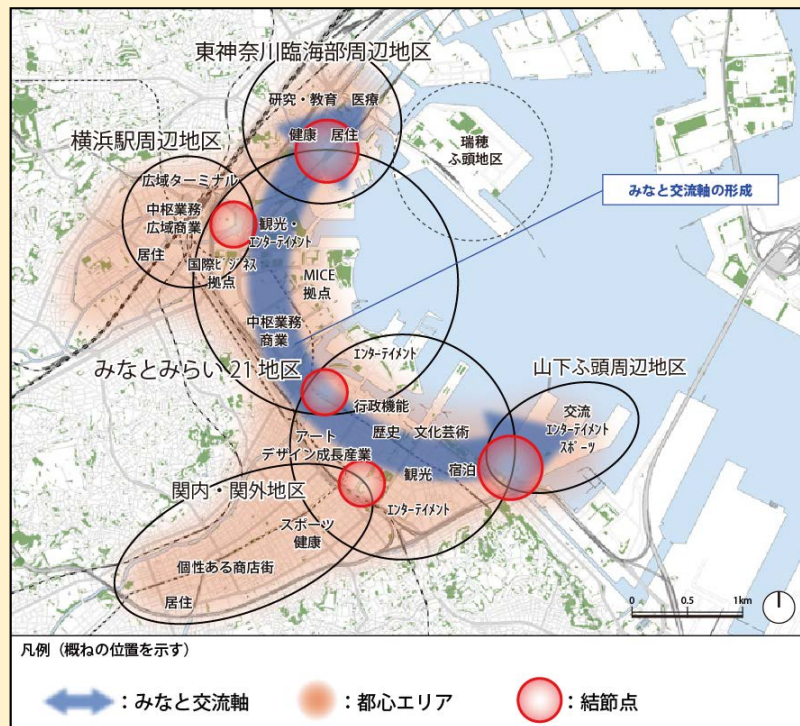 東神奈川臨海部周辺地区
研究・教育 医療
健康 居住
横浜駅周辺地区
広域ターミナル
中枢業務
広域商業
居住
瑞穂
ふ頭地区
みなと交流軸の形成
観光・
エンターテイメント
国際ビジネス
拠点
MICE
拠点
中枢業務
商業
みなとみらい21地区
エンターテイメント
行政機能
山下ふ頭周辺地区
交流
エンターテイメント
スポーツ
歴史 文化芸術
アート
デザイン成長産業
観光
宿泊
関内・関外地区
エンターテイメント
スポーツ
健康
個性ある商店街
居住
0 0.5 1km
凡例(概ねの位置を示す)
:みなと交流軸
:都心エリア
:結節点